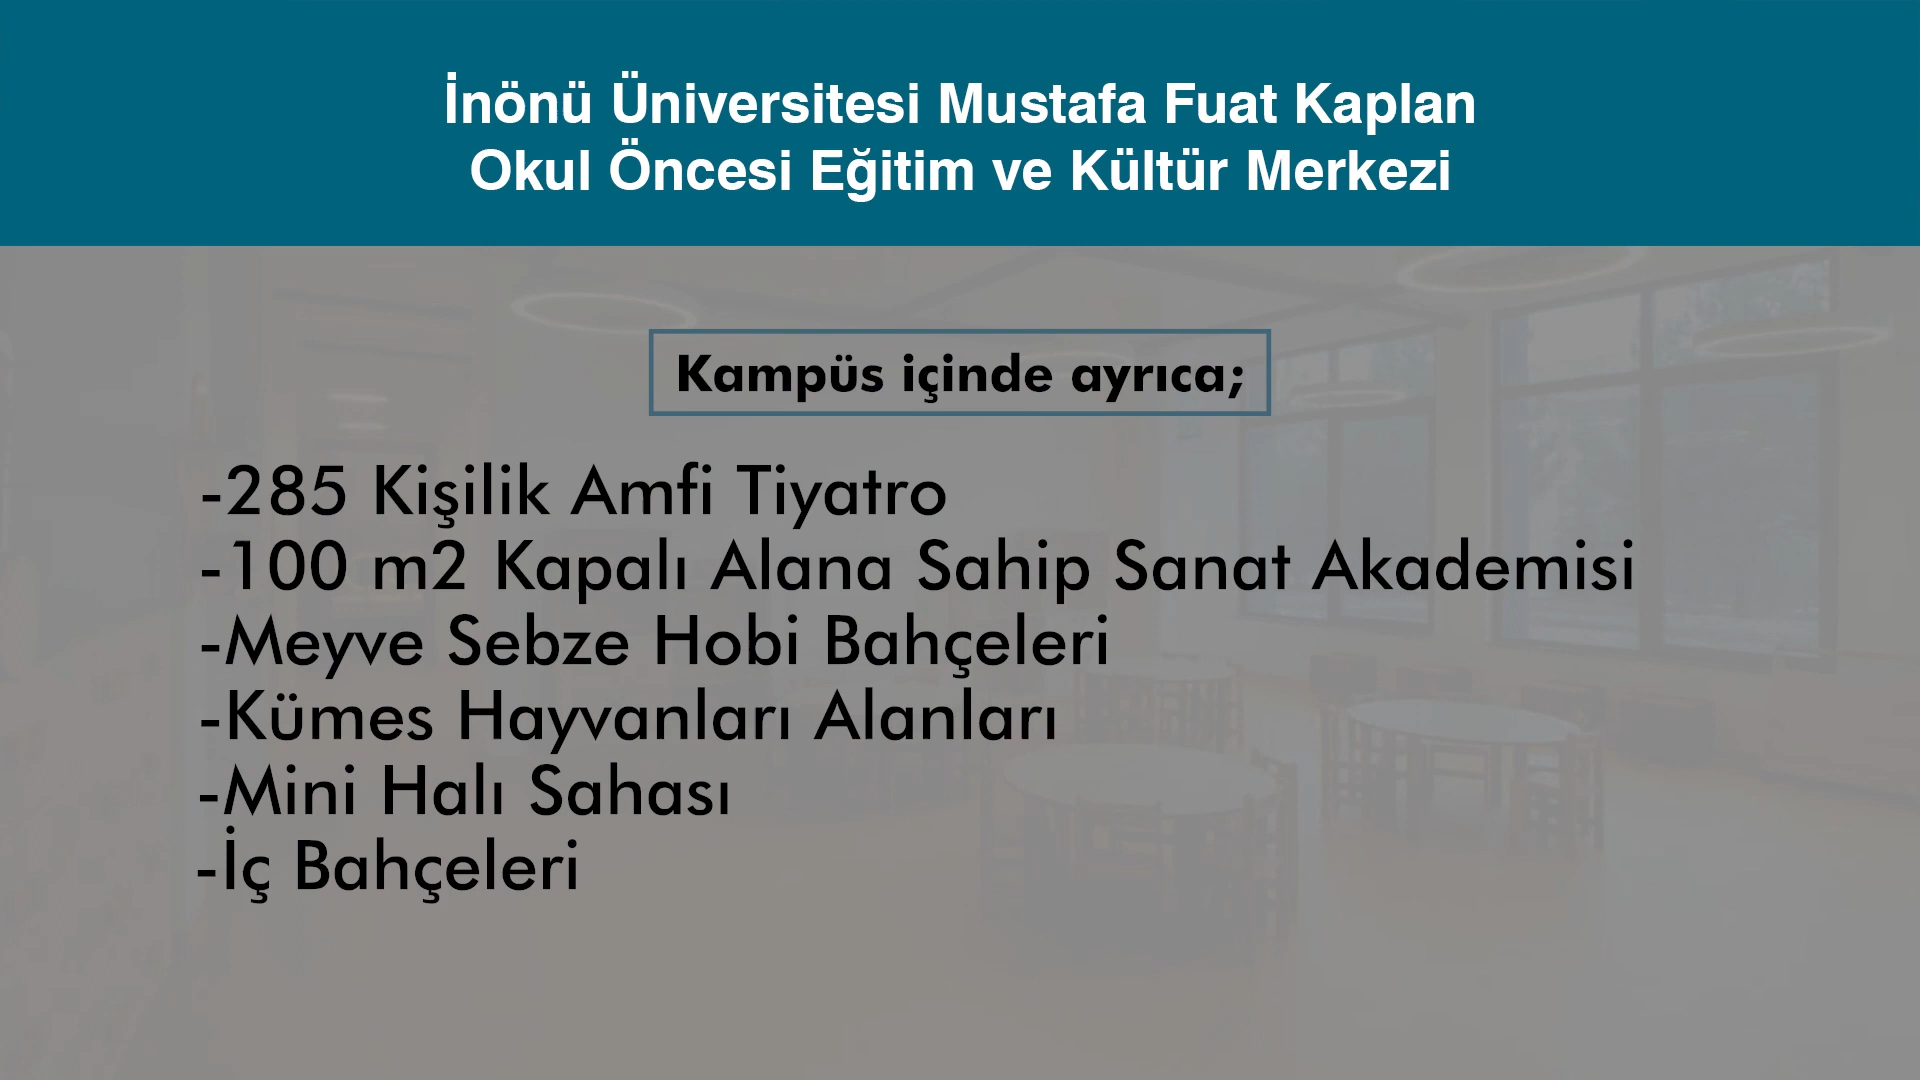 İnönü Üniversitesi Mustafa Fuat Kaplan
Okul Öncesi Eğitim ve Kültür Merkezi
Kampüs içinde ayrıca;
-285 Kişilik Amfi Tiyatro
-100 m2 Kapalı Alana Sahip Sanat Akademisi
-Meyve Sebze Hobi Bahçeleri
-Kümes Hayvanları Alanları
-Mini Halı Sahası
-İç Bahçeleri